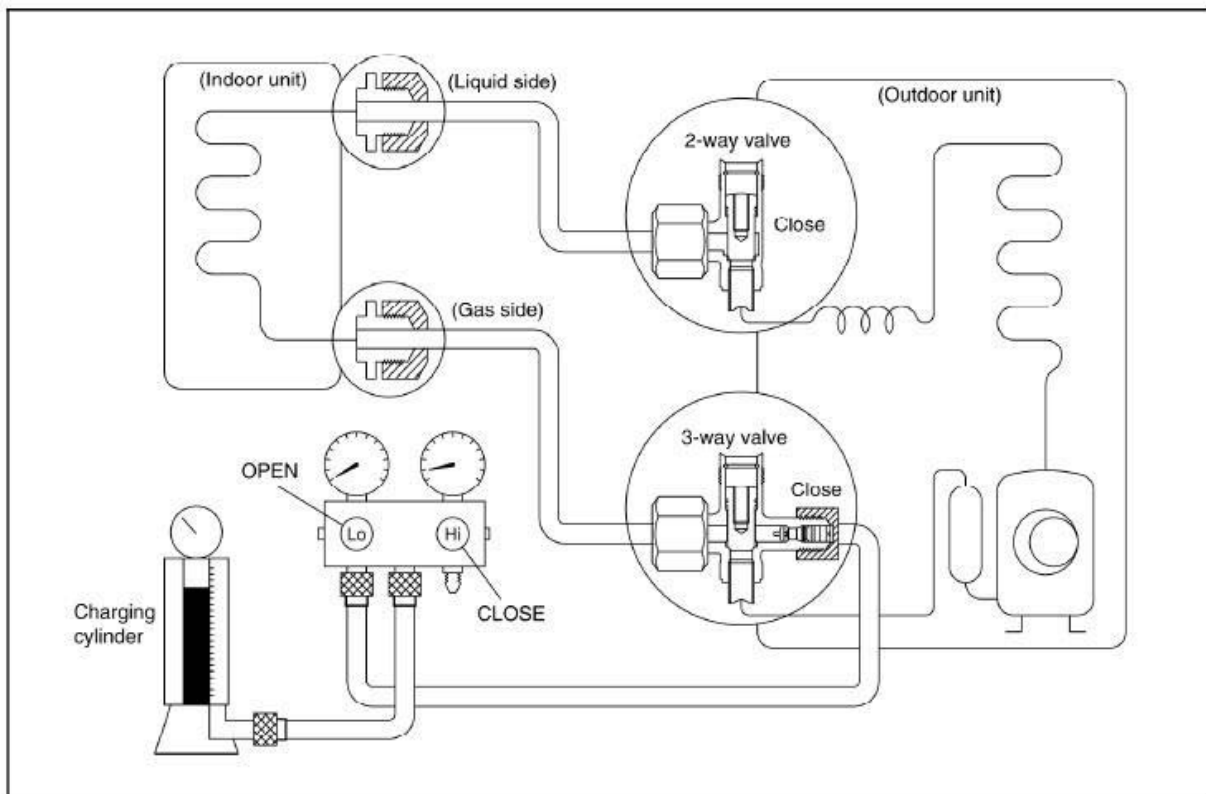 (Indoor unit)
(Liquid side)
(Outdoor unit)
2-way valve
Close
(Gas side)
3-way valve
Close
OPEN
Lo
Hi
CLOSE
Charging
cylinder